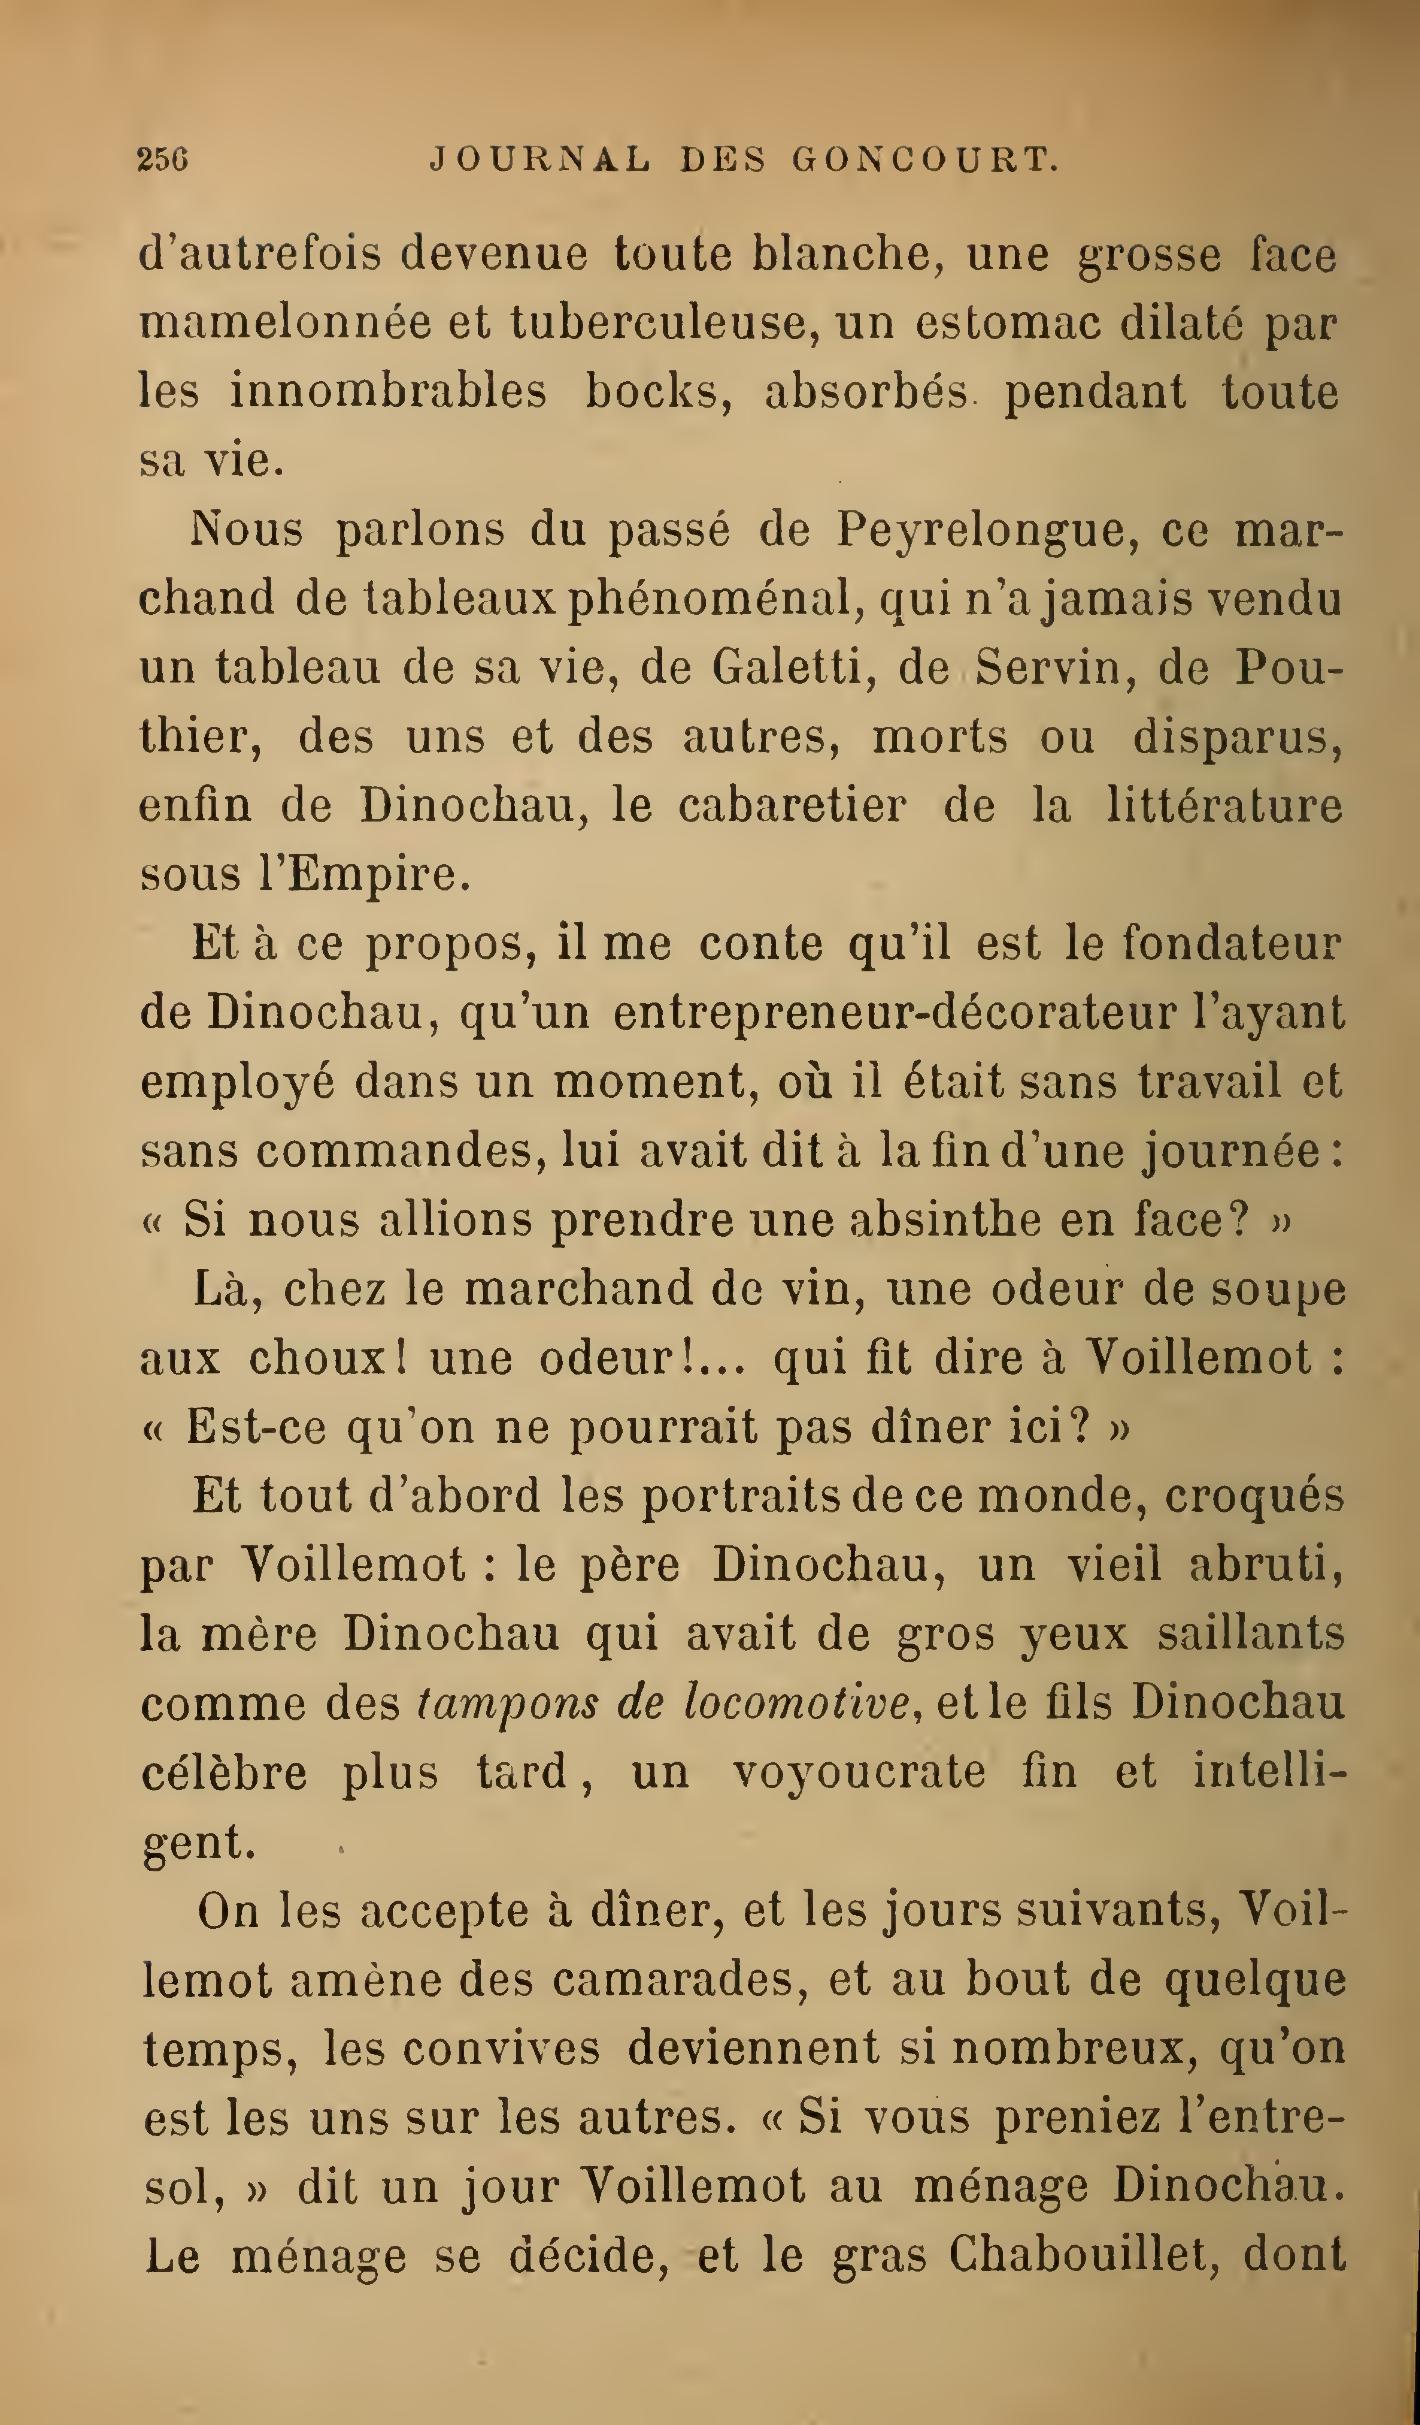 256 JOURNAL DES GONCOURT.
d'autrefois devenue toute blanche, une grosse face
mamelonnée et tuberculeuse, un estomac dilaté par
les innombrables bocks, absorbés pendant toute
sa vie.
Nous parlons du passé de Peyrelongue, ce mar-
chand de tableaux phénoménal, qui n'a jamais vendu
un tableau de sa vie, de Galetti, de Servin, de Pou-
thier, des uns et des autres, morts ou disparus,
enfin de Dinochau, le cabaretier de la littérature
sous l'Empire.
Et à ce propos, il me conte qu'il est le fondateur
de Dinochau, qu'un entrepreneur-décorateur l'ayant
employé dans un moment, où il était sans travail et
sans commandes, lui avait dit à la fin d'une journée :
« Si nous allions prendre une absinthe en face? »
Là, chez le marchand de vin, une odeur de soupe
aux choux! une odeur!... qui fit dire à Voillemot :
« Est-ce qu'on ne pourrait pas dîner ici? »
Et tout d'abord les portraits de ce monde, croqués
par Voillemot : le père Dinochau, un vieil abruti,
la mère Dinochau qui avait de gros yeux saillants
comme des tampons de locomotive, et le fils Dinochau
célèbre plus tard, un voyoucrate fin et intelli-
gent.
On les accepte à dîner, et les jours suivants, Voil-
lemot amène des camarades, et au bout de quelque
temps, les convives deviennent si nombreux, qu'on
est les uns sur les autres. « Si vous preniez l'entre-
sol, » dit un jour Voillemot au ménage Dinochau.
Le ménage se décide, et le gras Chabouillet, dont